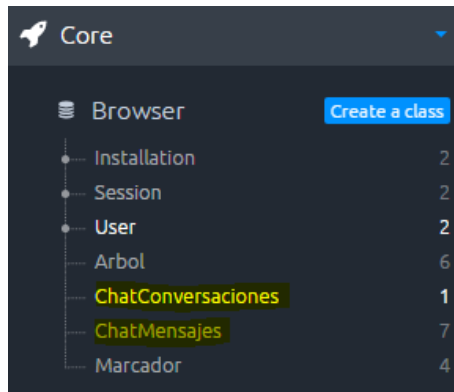 Core
Browser Create a class
Installation 2
Session 2
User 2
Arbol 6
ChatConversaciones 1
ChatMensajes 7
Marcador 4